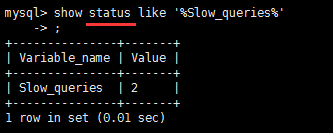 mysql> show status like '%Slow_queries%'
    -> ;
+---------------+-------+
| Variable_name | Value |
+---------------+-------+
| Slow_queries  | 2     |
+---------------+-------+
1 row in set (0.01 sec)